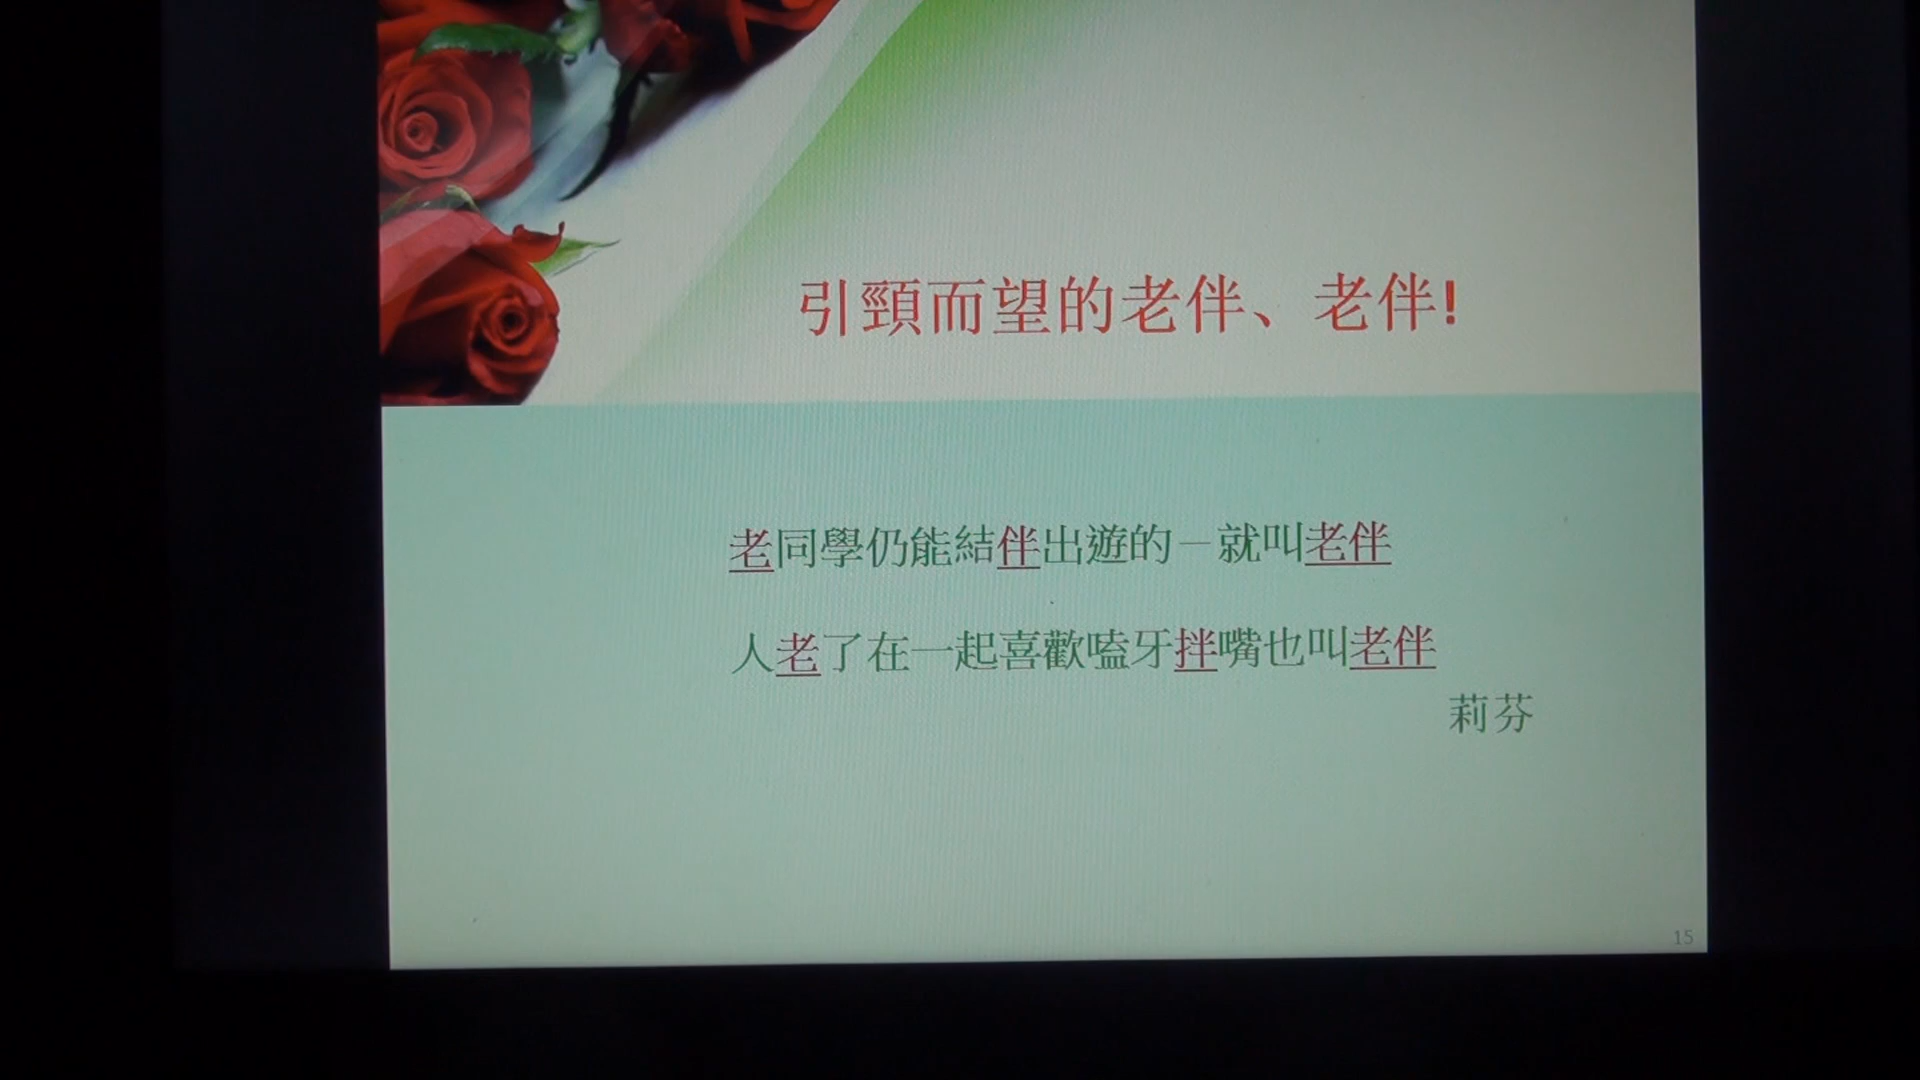 引頸而望的老伴、老伴!
老同學仍能結伴出遊的－就叫老伴
人老了在一起喜歡嗑牙拌嘴也叫老伴
莉芬
15